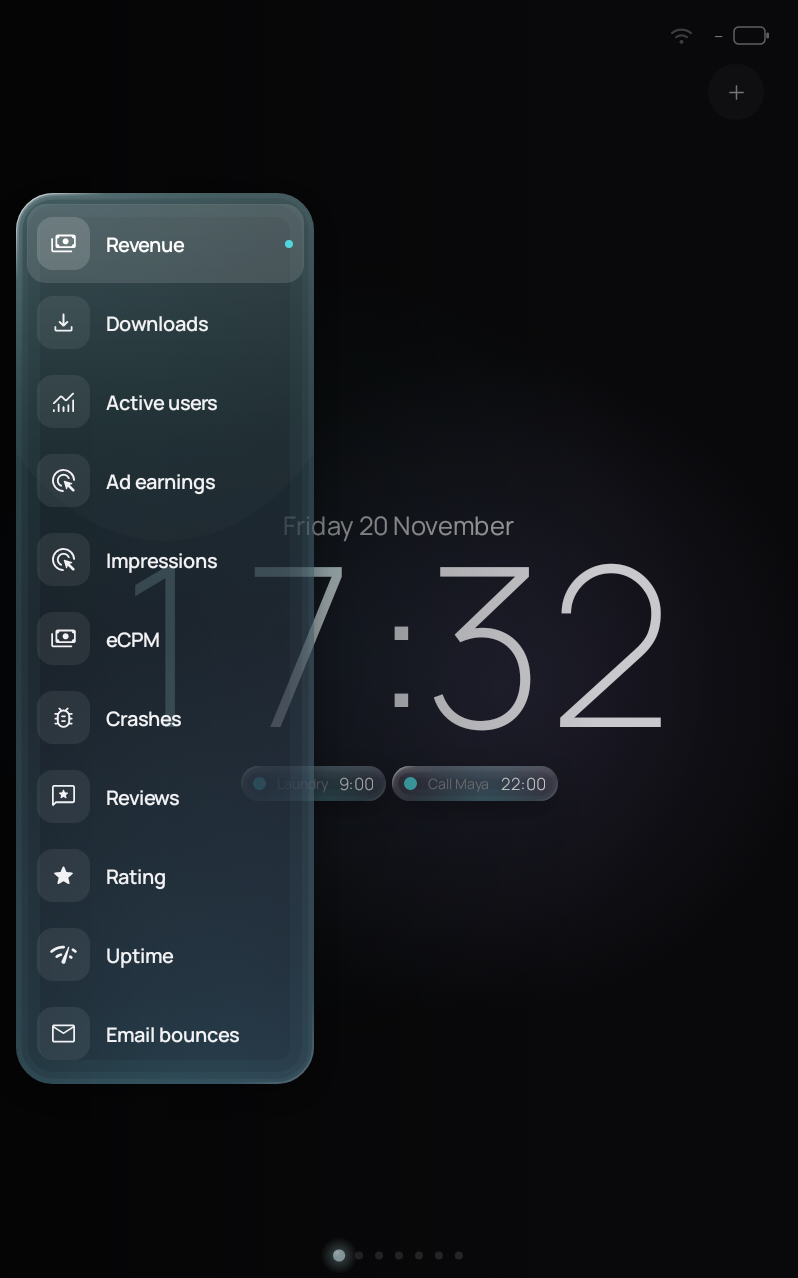 Revenue
Downloads
Active users
Ad earnings
Friday 20 November
Impressions
17:32
eCPM
Crashes
Laundry 9:00 Call Maya 22:00
Reviews
Rating
Uptime
Email bounces